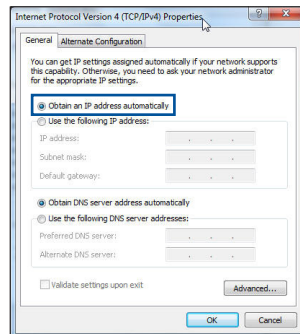 Internet Protocol Version 4 (TCP/IPv4) Properties
General
Alternate Configuration
You can get IP settings assigned automatically if your network supports
this capability. Otherwise, you need to ask your network administrator
for the appropriate IP settings.
Obtain an IP address automatically
Use the following IP address:
IP address:
Subnet mask:
Default gateway:
Obtain DNS server address automatically
Use the following DNS server addresses:
Preferred DNS server:
Alternate DNS server:
Validate settings upon exit
Advanced...
OK
Cancel